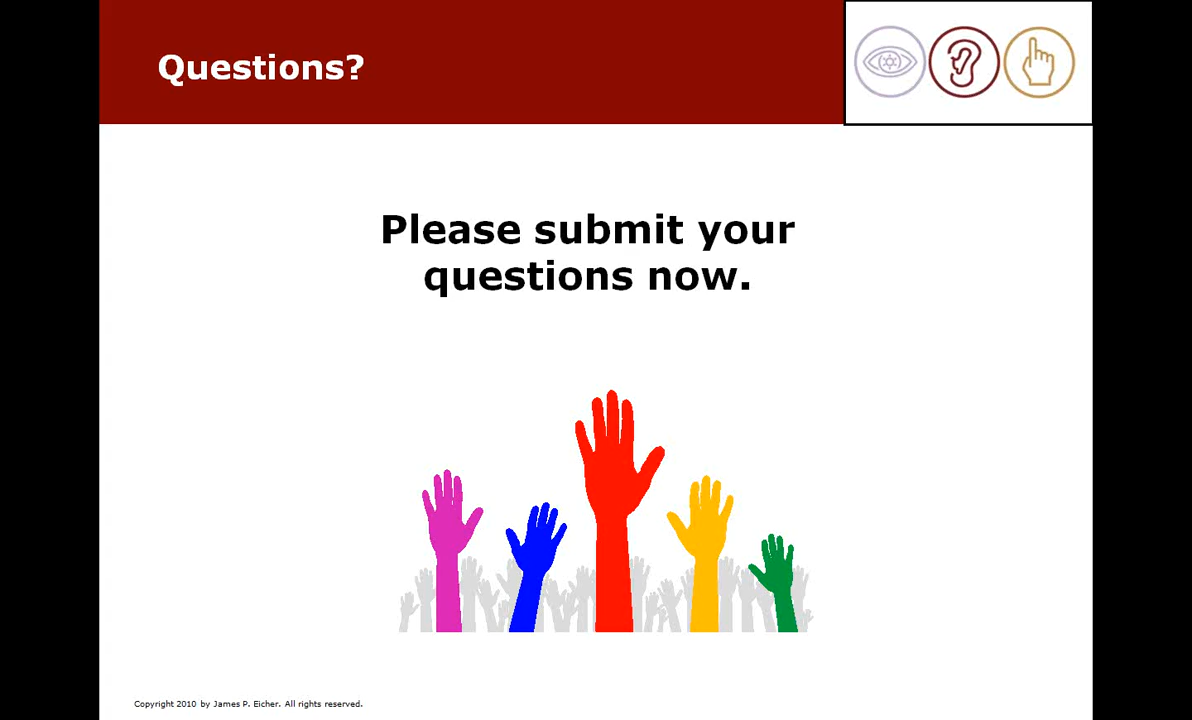 Questions?
Please submit your
questions now.
Copyright 2010 by James P. Eicher. All rights reserved.